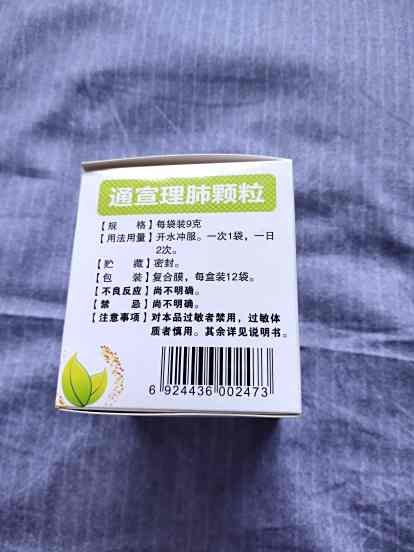 通宣理肺颗粒
【规 格】每袋装9克
【用法用量】开水冲服。一次1袋,一日
2次。
【贮 藏】密封。
【包 装】复合膜,每盒装12袋。
【不良反应】尚不明确。
【禁 忌】尚不明确。
【注意事项】对本品过敏者禁用,过敏体
质者慎用。其余详见说明书。
6 924436 002473